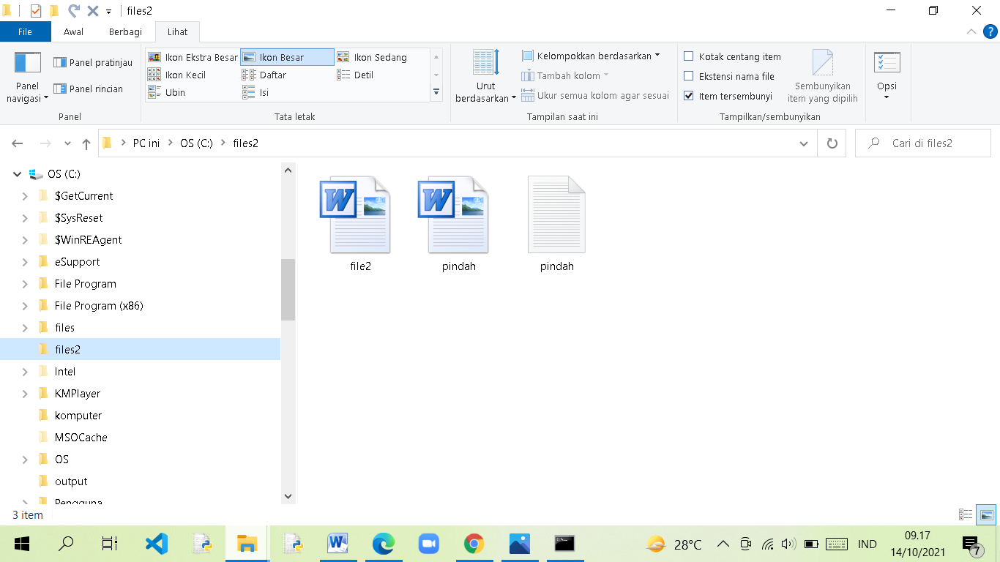 files2
File Awal Berbagi Lihat
Panel navigasi
Panel pratinjau
Panel rincian
Panel
Ikon Ekstra Besar Ikon Besar Ikon Sedang
Ikon Kecil Daftar Detil
Ubin Isi
Tata letak
Urut berdasarkan
Kelompokkan berdasarkan
Tambah kolom
Ukur semua kolom agar sesuai
Tampilan saat ini
Kotak centang item
Ekstensi nama file
Item tersembunyi
Sembunyikan item yang dipilih
Tampilkan/sembunyikan
Opsi
PC ini OS (C:) files2
Cari di files2
OS (C:)
$GetCurrent
$SysReset
$WinREAgent
eSupport
File Program
File Program (x86)
files
files2
Intel
KMPlayer
komputer
MSOCache
OS
output
Pengguna
file2 pindah pindah
3 item
28°C IND
09.17
14/10/2021
7